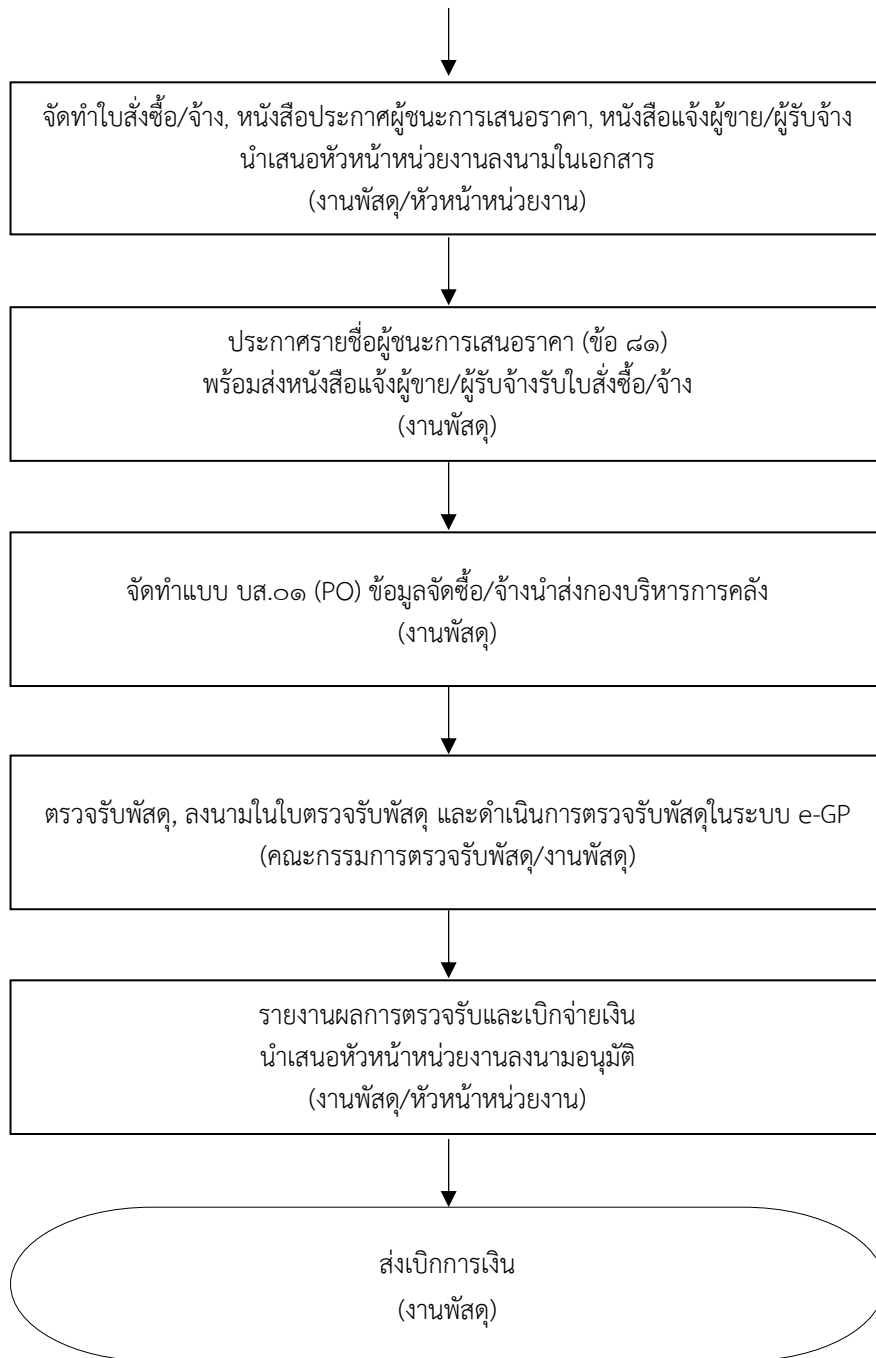 จัดทำใบสั่งซื้อ/จ้าง, หนังสือประกาศผู้ชนะการเสนอราคา, หนังสือแจ้งผู้ขาย/ผู้รับจ้าง
นำเสนอหัวหน้าหน่วยงานลงนามในเอกสาร
(งานพัสดุ/หัวหน้าหน่วยงาน)
ประกาศรายชื่อผู้ชนะการเสนอราคา (ข้อ ๘๑)
พร้อมส่งหนังสือแจ้งผู้ขาย/ผู้รับจ้างรับใบสั่งซื้อ/จ้าง
(งานพัสดุ)
จัดทำแบบ บส.๐๑ (PO) ข้อมูลจัดซื้อ/จ้างนำส่งกองบริหารการคลัง
(งานพัสดุ)
ตรวจรับพัสดุ, ลงนามในใบตรวจรับพัสดุ และดำเนินการตรวจรับพัสดุในระบบ e-GP
(คณะกรรมการตรวจรับพัสดุ/งานพัสดุ)
รายงานผลการตรวจรับและเบิกจ่ายเงิน
นำเสนอหัวหน้าหน่วยงานลงนามอนุมัติ
(งานพัสดุ/หัวหน้าหน่วยงาน)
ส่งเบิกการเงิน
(งานพัสดุ)